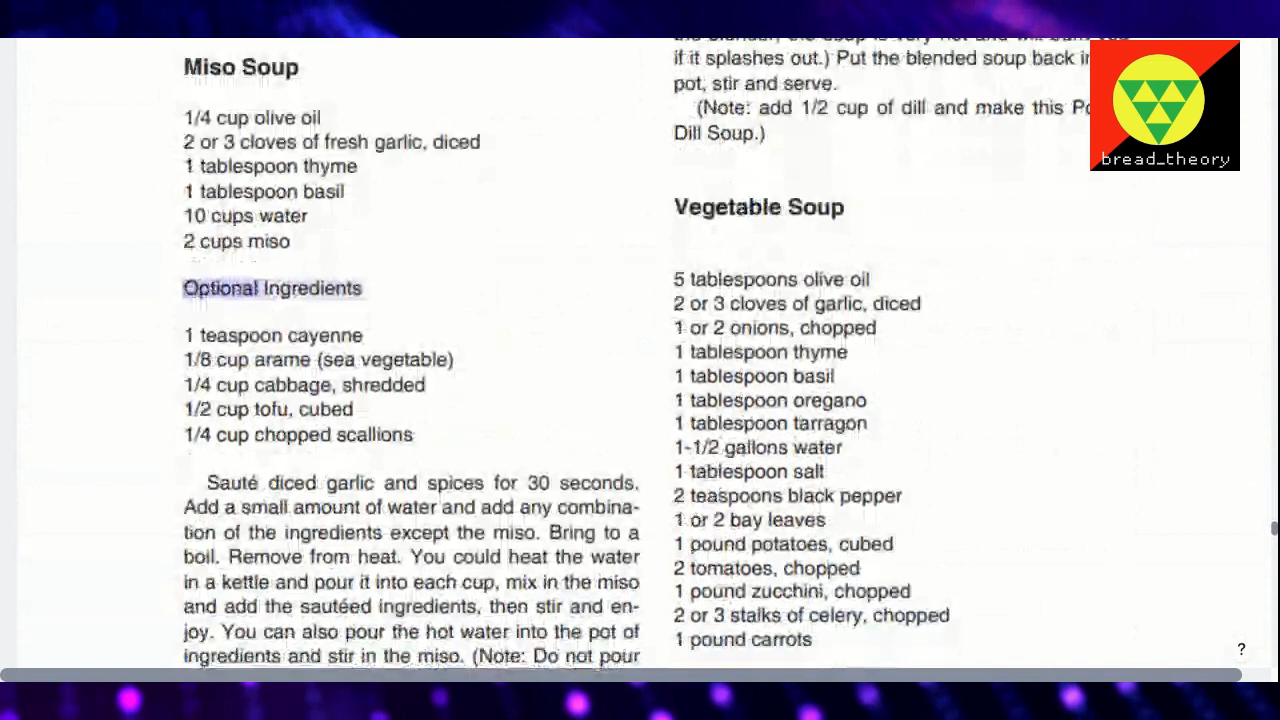 Miso Soup
1/4 cup olive oil
2 or 3 cloves of fresh garlic, diced
1 tablespoon thyme
1 tablespoon basil
10 cups water
2 cups miso
Optional Ingredients
1 teaspoon cayenne
1/8 cup arame (sea vegetable)
1/4 cup cabbage, shredded
1/2 cup tofu, cubed
1/4 cup chopped scallions
Sauté diced garlic and spices for 30 seconds.
Add a small amount of water and add any combina-
tion of the ingredients except the miso. Bring to a
boil. Remove from heat. You could heat the water
in a kettle and pour it into each cup, mix in the miso
and add the sautéed ingredients, then stir and en-
joy. You can also pour the hot water into the pot of
ingredients and stir in the miso. (Note: Do not pour
if it splashes out.) Put the blended soup back in
pot, stir and serve.
(Note: add 1/2 cup of dill and make this Po
Dill Soup.)
Vegetable Soup
5 tablespoons olive oil
2 or 3 cloves of garlic, diced
1 or 2 onions, chopped
1 tablespoon thyme
1 tablespoon basil
1 tablespoon oregano
1 tablespoon tarragon
1-1/2 gallons water
1 tablespoon salt
2 teaspoons black pepper
1 or 2 bay leaves
1 pound potatoes, cubed
2 tomatoes, chopped
1 pound zucchini, chopped
2 or 3 stalks of celery, chopped
1 pound carrots
bread_theory
?